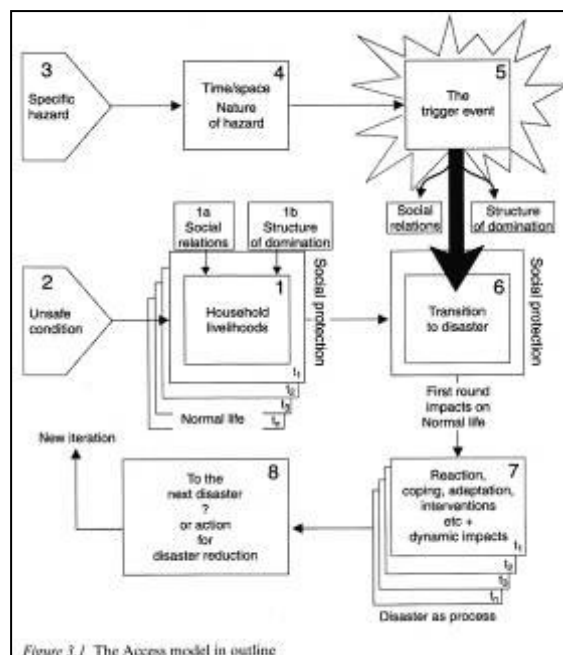 3
Specific
hazard
4
Time/space
Nature
of hazard
5
The
trigger event
1a
Social
relations
1b
Structure
of domination
Social
relations
Structure
of domination
2
Unsafe
condition
1
Household
livelihoods
Social protection
t1
t2
t3
tn
Normal life
6
Transition
to disaster
Social protection
First round
impacts on
Normal life
New iteration
8
To the
next disaster
?
or action
for
disaster reduction
7
Reaction,
coping, adaptation,
interventions
etc +
dynamic impacts
t1
t2
t3
tn
Disaster as process
Figure 3.1 The Access model in outline